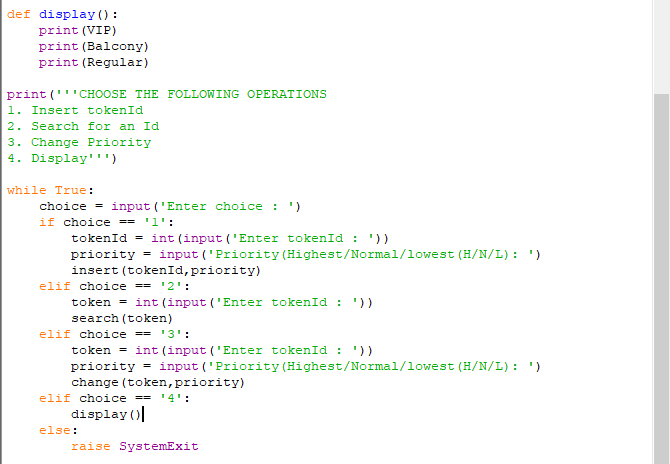 def display():
    print(VIP)
    print(Balcony)
    print(Regular)

print('''CHOOSE THE FOLLOWING OPERATIONS
1. Insert tokenId
2. Search for an Id
3. Change Priority
4. Display''')

while True:
    choice = input('Enter choice : ')
    if choice == '1':
        tokenId = int(input('Enter tokenId : '))
        priority = input('Priority(Highest/Normal/lowest(H/N/L): ')
        insert(tokenId,priority)
    elif choice == '2':
        token = int(input('Enter tokenId : '))
        search(token)
    elif choice == '3':
        token = int(input('Enter tokenId : '))
        priority = input('Priority(Highest/Normal/lowest(H/N/L): ')
        change(token,priority)
    elif choice == '4':
        display()
    else:
        raise SystemExit